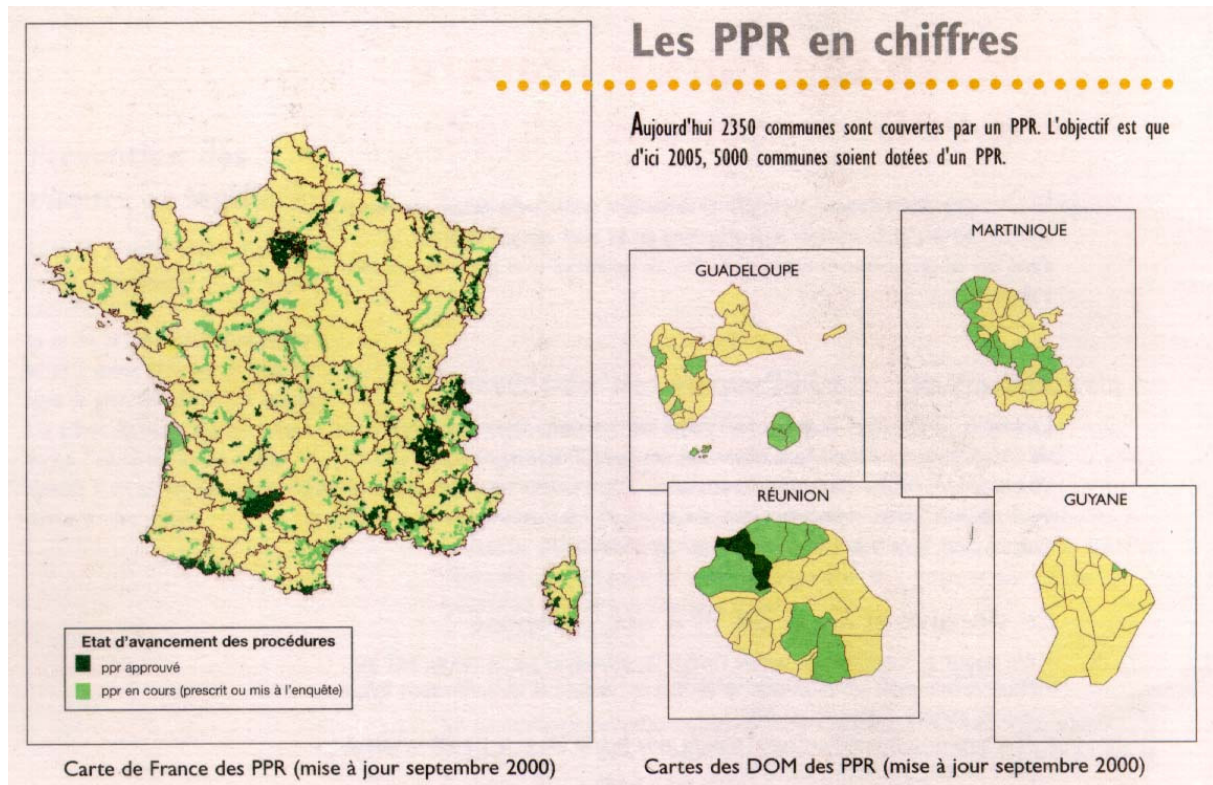 Les PPR en chiffres
Aujourd'hui 2350 communes sont couvertes par un PPR. L'objectif est que
d'ici 2005, 5000 communes soient dotées d'un PPR.
MARTINIQUE
GUADELOUPE
RÉUNION
GUYANE
Etat d'avancement des procédures
ppr approuvé
ppr en cours (prescrit ou mis à l'enquête)
Carte de France des PPR (mise à jour septembre 2000)
Cartes des DOM des PPR (mise à jour septembre 2000)